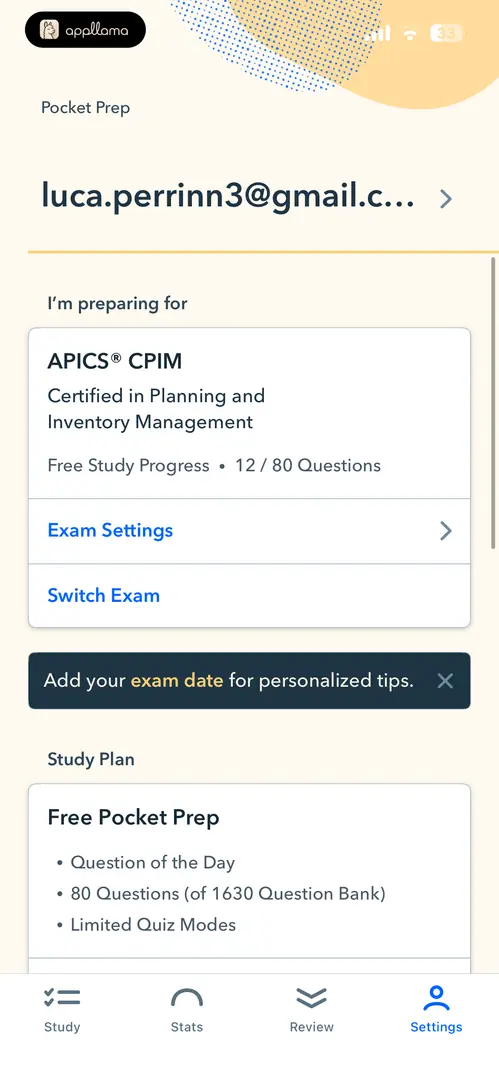 appllama
33
Pocket Prep
luca.perrinn3@gmail.c...
I'm preparing for
APICS® CPIM
Certified in Planning and
Inventory Management
Free Study Progress • 12 / 80 Questions
Exam Settings
Switch Exam
Add your exam date for personalized tips.
Study Plan
Free Pocket Prep
• Question of the Day
• 80 Questions (of 1630 Question Bank)
• Limited Quiz Modes
Study Stats Review Settings